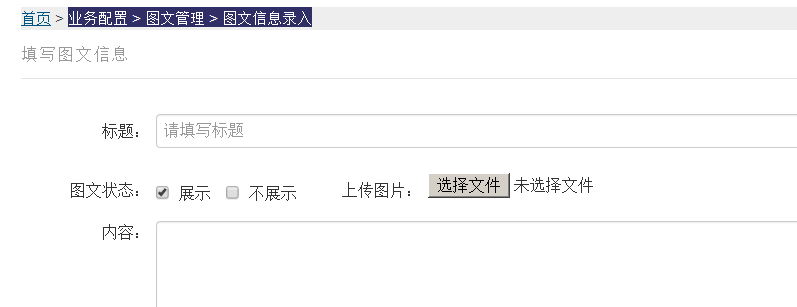 首页 > 业务配置 > 图文管理 > 图文信息录入
填写图文信息
标题： 请填写标题
图文状态： 展示 不展示 上传图片： 选择文件 未选择文件
内容：